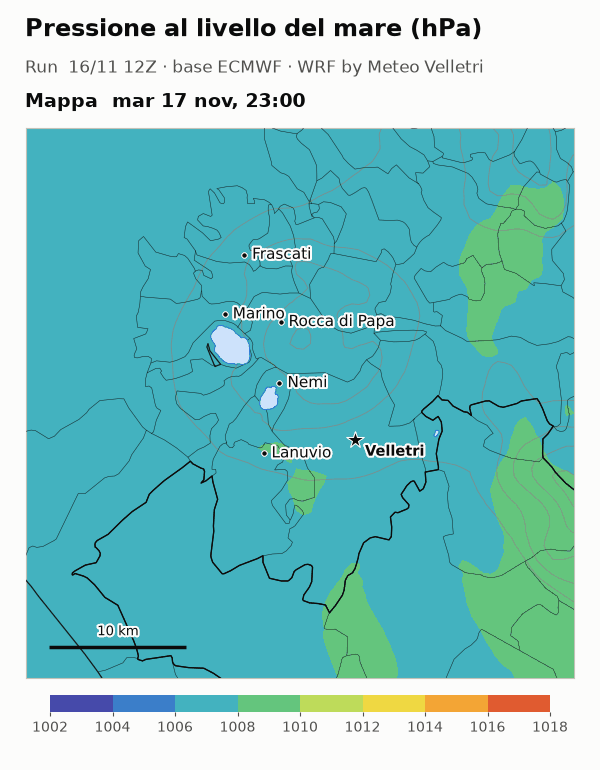 Pressione al livello del mare (hPa)
Run  16/11 12Z · base ECMWF · WRF by Meteo Velletri
Mappa  mar 17 nov, 23:00
Frascati
Marino
Rocca di Papa
Nemi
Velletri
Lanuvio
10 km
1002 1004 1006 1008 1010 1012 1014 1016 1018